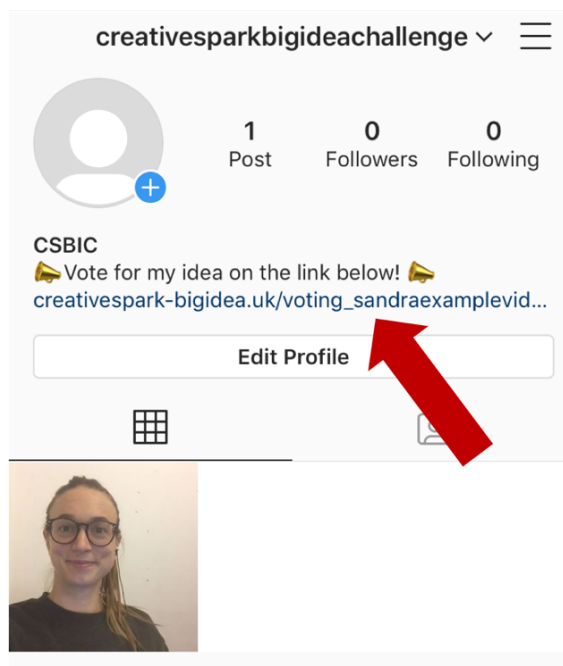 creativesparkbigideachallenge
1 0 0
Post Followers Following
CSBIC
📣Vote for my idea on the link below! 📣
creativespark-bigidea.uk/voting_sandraexamplevid...
Edit Profile